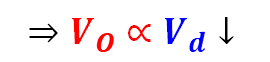 ⇒ V_O ∝ V_d ↓